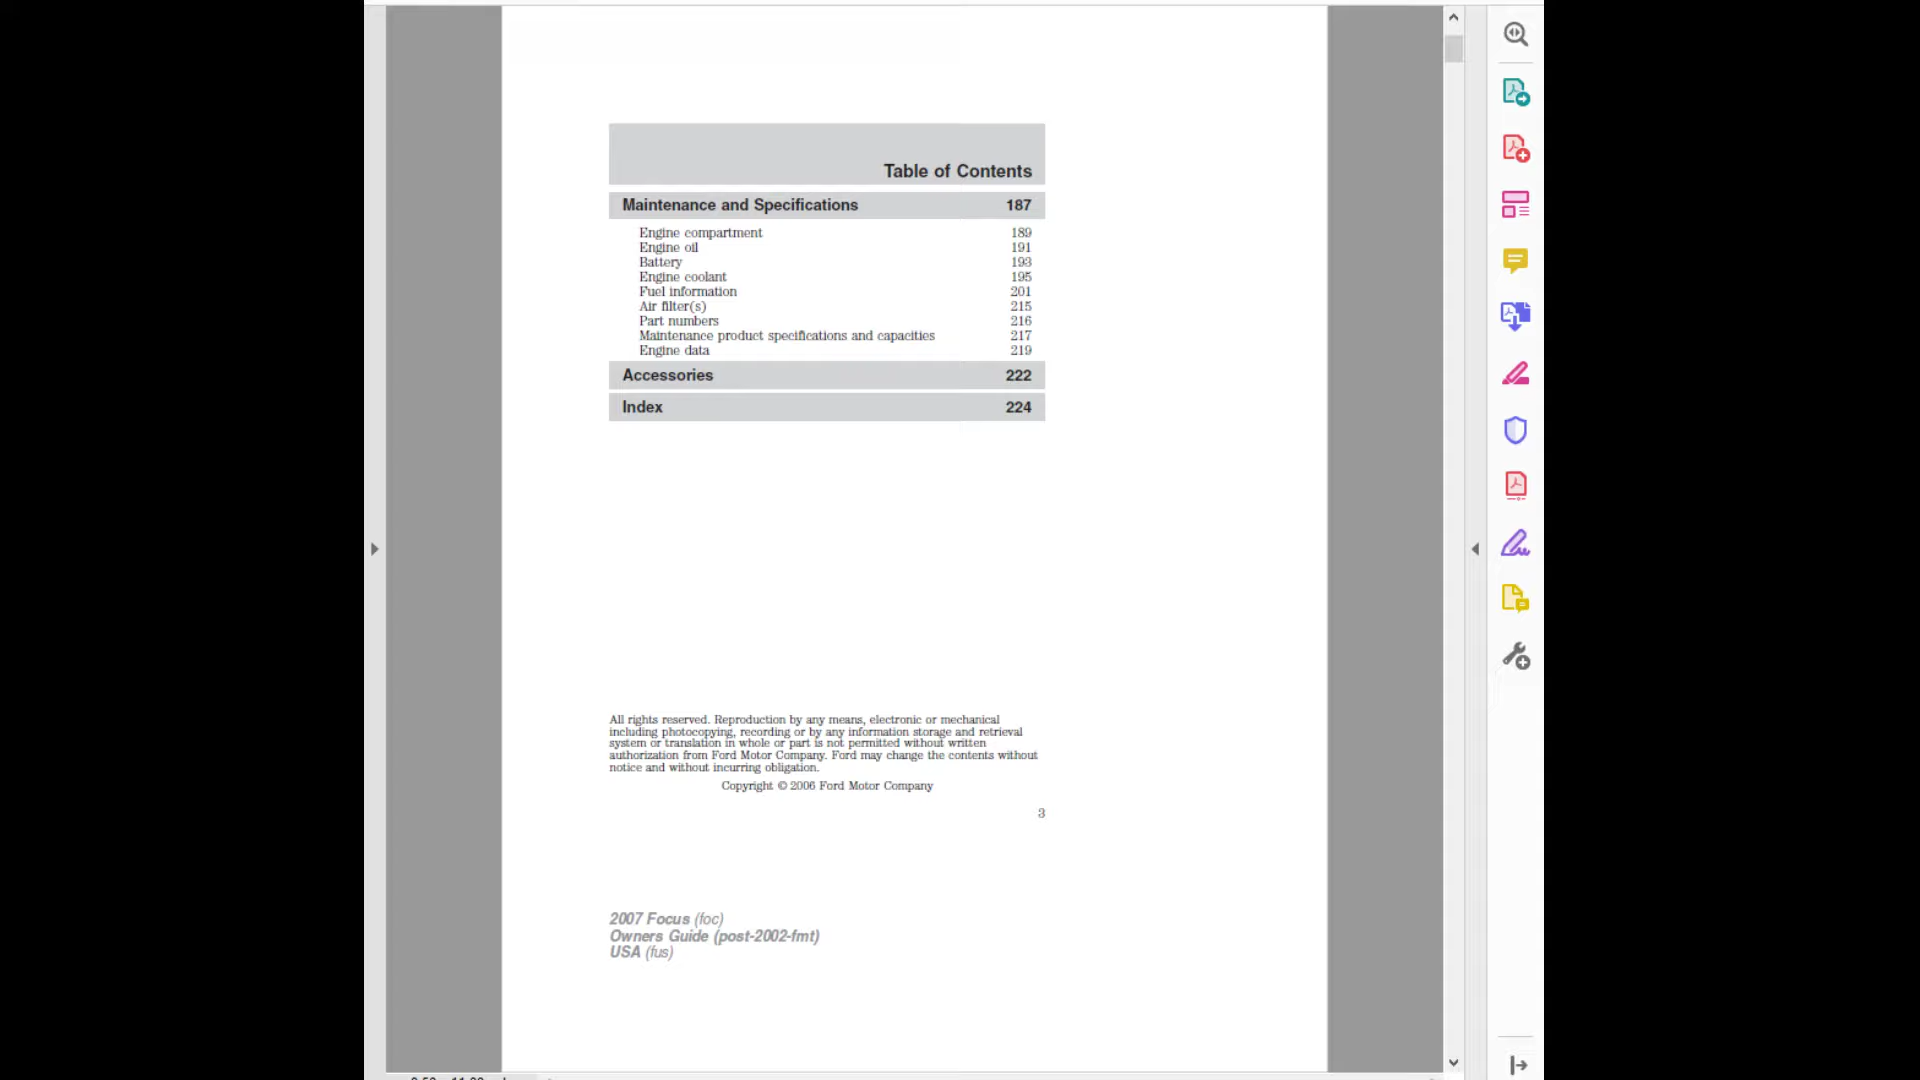 Table of Contents
Maintenance and Specifications 187
Engine compartment 189
Engine oil 191
Battery 193
Engine coolant 195
Fuel information 201
Air filter(s) 215
Part numbers 216
Maintenance product specifications and capacities 217
Engine data 219
Accessories 222
Index 224
All rights reserved. Reproduction by any means, electronic or mechanical
including photocopying, recording or by any information storage and retrieval
system or translation in whole or part is not permitted without written
authorization from Ford Motor Company. Ford may change the contents without
notice and without incurring obligation.
Copyright © 2006 Ford Motor Company
3
2007 Focus (foc)
Owners Guide (post-2002-fmt)
USA (fus)